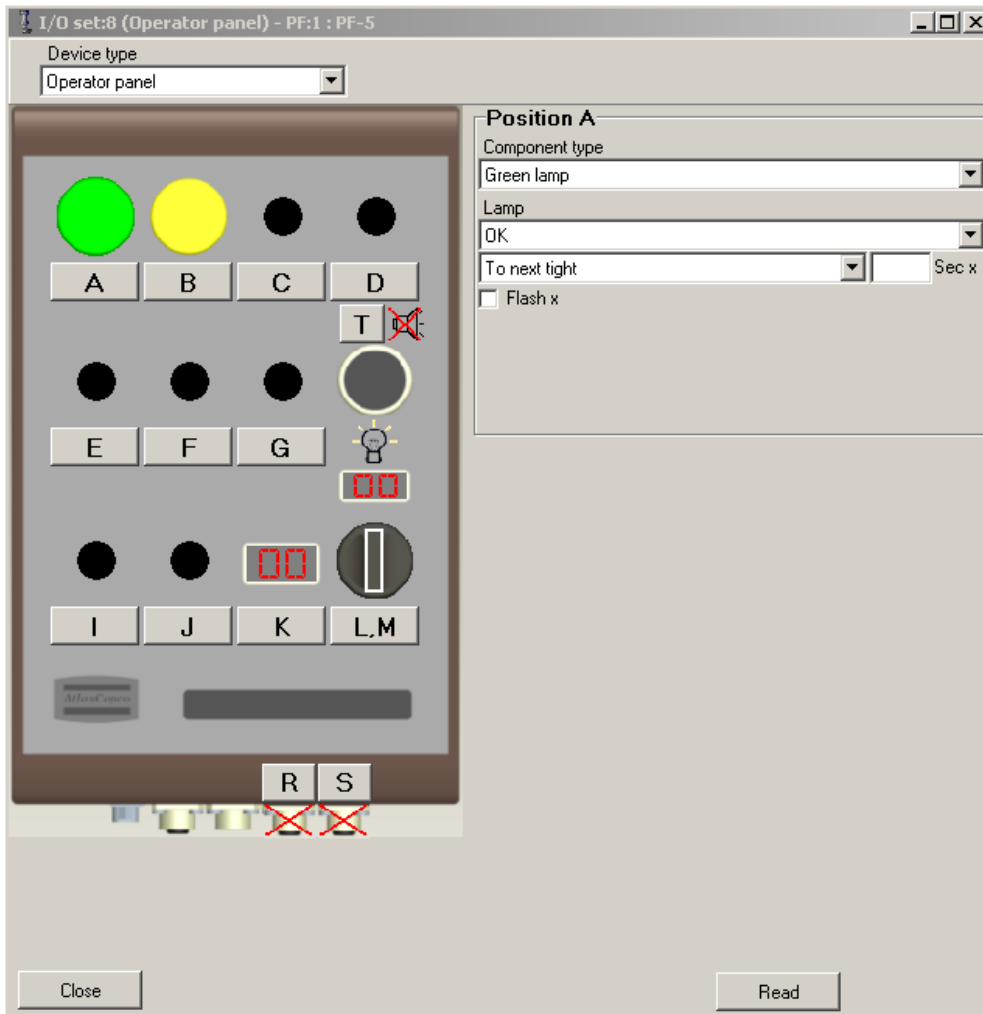 I/O set:8 (Operator panel) - PF:1 : PF-5
Device type
Operator panel
Position A
Component type
Green lamp
Lamp
OK
To next tight
Sec x
Flash x
A B C D
T
E F G
00
00
I J K L,M
AtlasCopco
R S
Close
Read